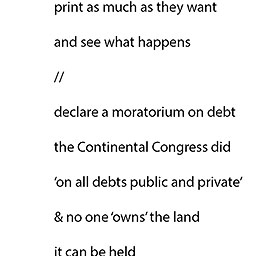 print as much as they want
and see what happens
//
declare a moratorium on debt
the Continental Congress did
‘on all debts public and private’
& no one ‘owns’ the land
it can be held